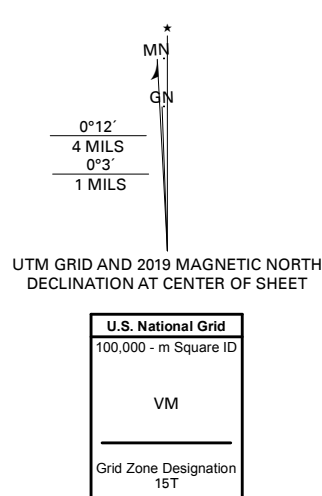 ★
MN
GN
0°12´
4 MILS
0°3´
1 MILS
UTM GRID AND 2019 MAGNETIC NORTH
DECLINATION AT CENTER OF SHEET
U.S. National Grid
100,000 - m Square ID
VM
Grid Zone Designation
15T